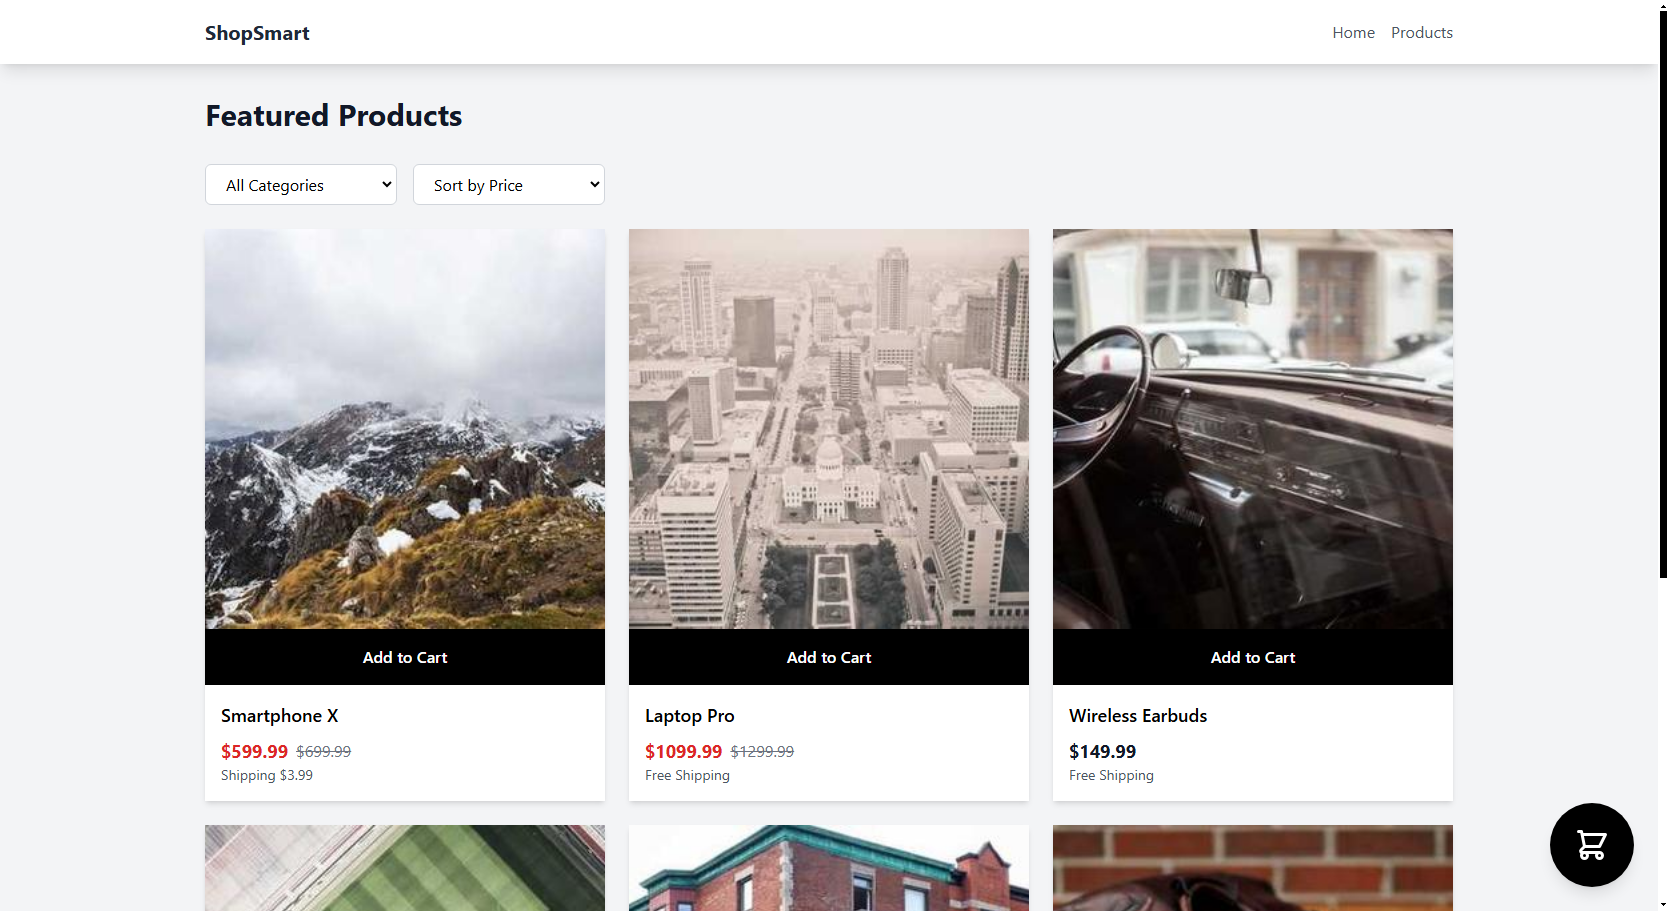 ShopSmart
Home Products
Featured Products
All Categories Sort by Price
Add to Cart Add to Cart Add to Cart
Smartphone X
$599.99 $699.99
Shipping $3.99
Laptop Pro
$1099.99 $1299.99
Free Shipping
Wireless Earbuds
$149.99
Free Shipping